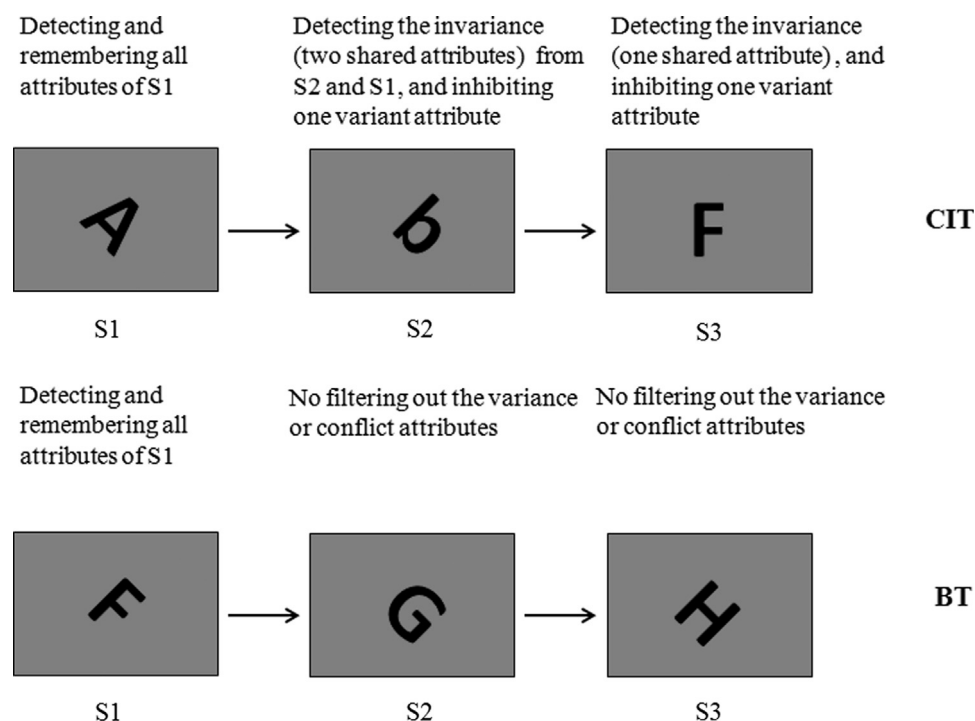 Detecting and
remembering all
attributes of S1
Detecting the invariance
(two shared attributes) from
S2 and S1, and inhibiting
one variant attribute
Detecting the invariance
(one shared attribute) , and
inhibiting one variant
attribute
A
b
F
CIT
S1
S2
S3
Detecting and
remembering all
attributes of S1
No filtering out the variance
or conflict attributes
No filtering out the variance
or conflict attributes
F
G
H
BT
S1
S2
S3